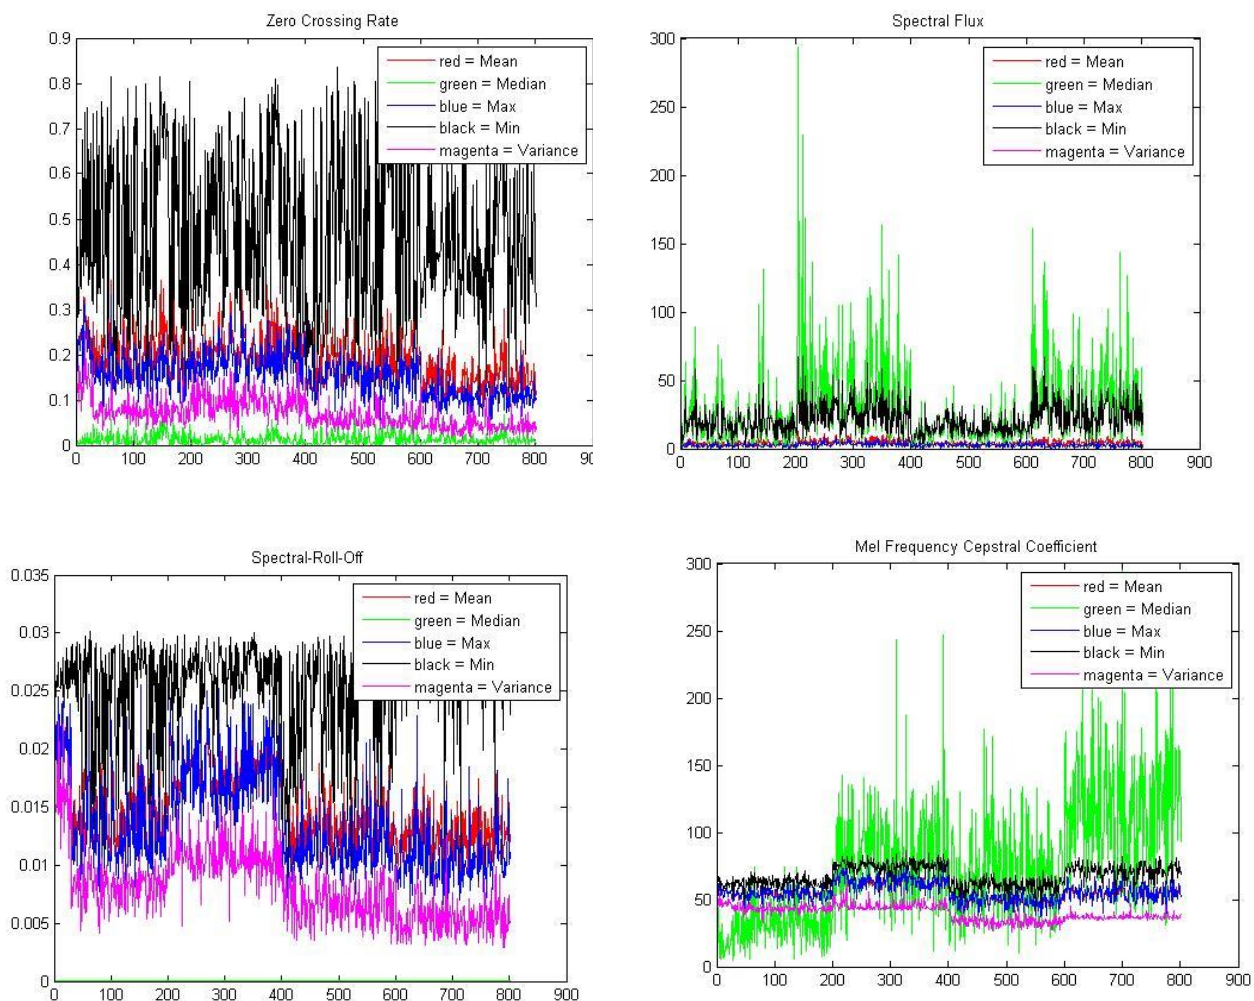 Zero Crossing Rate
0.9
0.8
0.7
0.6
0.5
0.4
0.3
0.2
0.1
0
red = Mean
green = Median
blue = Max
black = Min
magenta = Variance
0 100 200 300 400 500 600 700 800
Spectral Flux
300
250
200
150
100
50
0
red = Mean
green = Median
blue = Max
black = Min
magenta = Variance
0 100 200 300 400 500 600 700 800 900
Spectral-Roll-Off
0.035
0.03
0.025
0.02
0.015
0.01
0.005
0
red = Mean
green = Median
blue = Max
black = Min
magenta = Variance
0 100 200 300 400 500 600 700 800 900
Mel Frequency Cepstral Coefficient
300
250
200
150
100
50
0
red = Mean
green = Median
blue = Max
black = Min
magenta = Variance
0 100 200 300 400 500 600 700 800 900